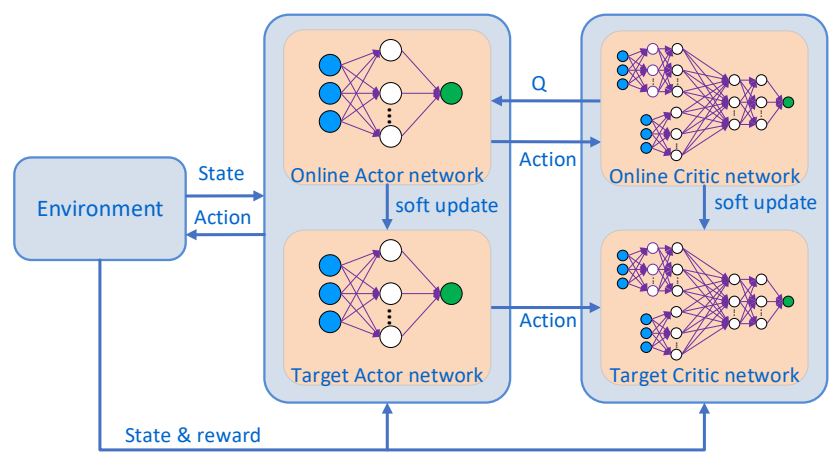 Q
Action
Online Actor network
Online Critic network
State
Environment
Action
soft update
soft update
Action
Target Actor network
Target Critic network
State & reward